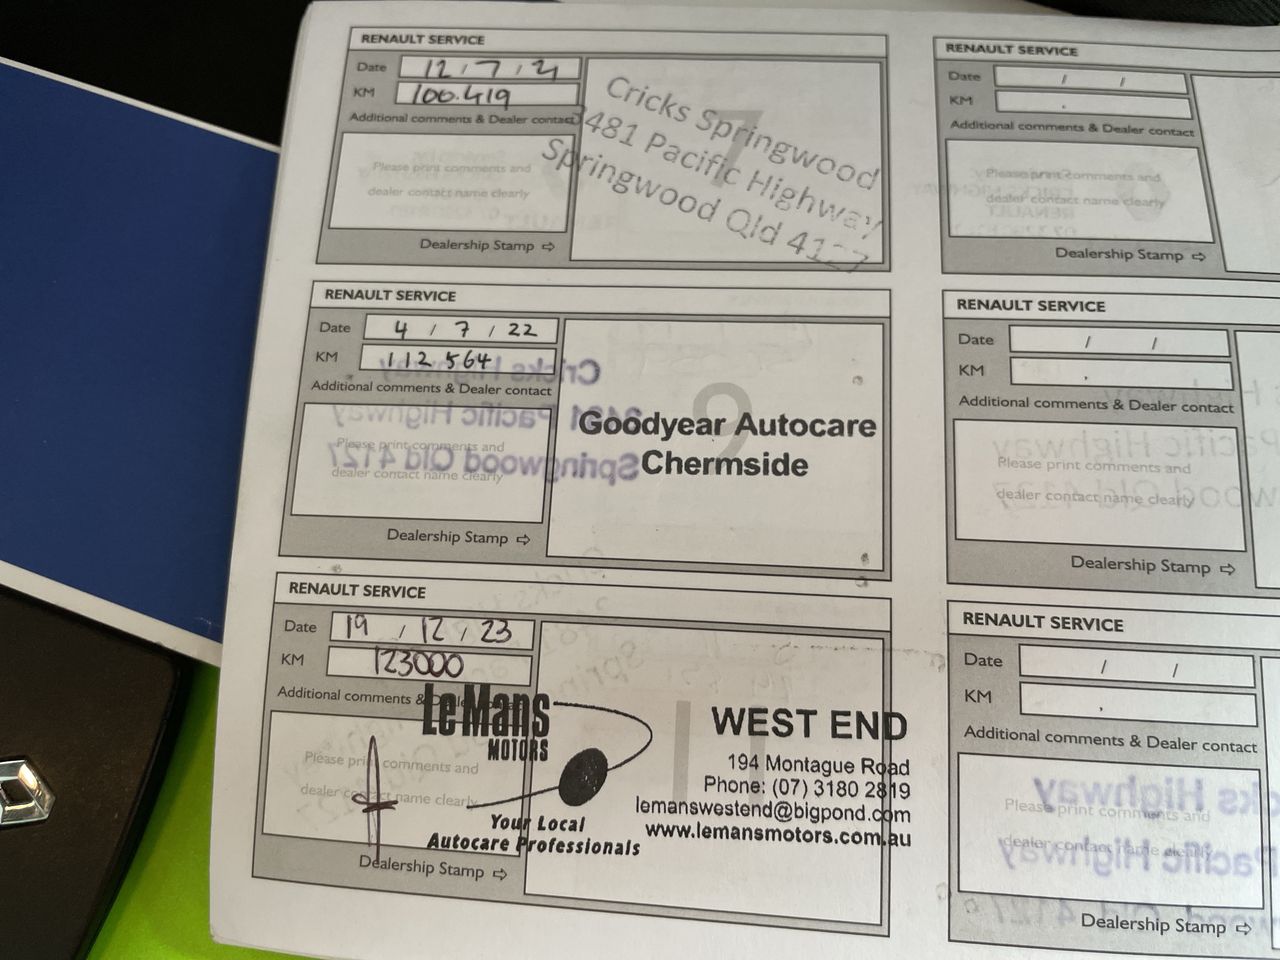 RENAULT SERVICE
Date 12 / 7 / 21
KM 100.419
Additional comments & Dealer contact
Please print comments and
dealer contact name clearly
Dealership Stamp ⇨
7
Cricks Springwood
3481 Pacific Highway
Springwood Qld 4127
RENAULT SERVICE
Date 4 / 7 / 22
KM 112 564
Additional comments & Dealer contact
Please print comments and
dealer contact name clearly
Dealership Stamp ⇨
9
Goodyear Autocare
Chermside
RENAULT SERVICE
Date 19 / 12 / 23
KM 123000
Additional comments & Dealer
Please print comments and
dealer contact name clearly
Dealership Stamp ⇨
11
Le Mans
MOTORS
Your Local
Autocare Professionals
WEST END
194 Montague Road
Phone: (07) 3180 2819
lemanswestend@bigpond.com
www.lemansmotors.com.au
RENAULT SERVICE
Date / /
KM .
Additional comments & Dealer contact
Please print comments and
dealer contact name clearly
Dealership Stamp ⇨
RENAULT SERVICE
Date / /
KM .
Additional comments & Dealer contact
Please print comments and
dealer contact name clearly
Dealership Stamp ⇨
RENAULT SERVICE
Date / /
KM .
Additional comments & Dealer contact
Please print comments and
dealer contact name clearly
Dealership Stamp ⇨